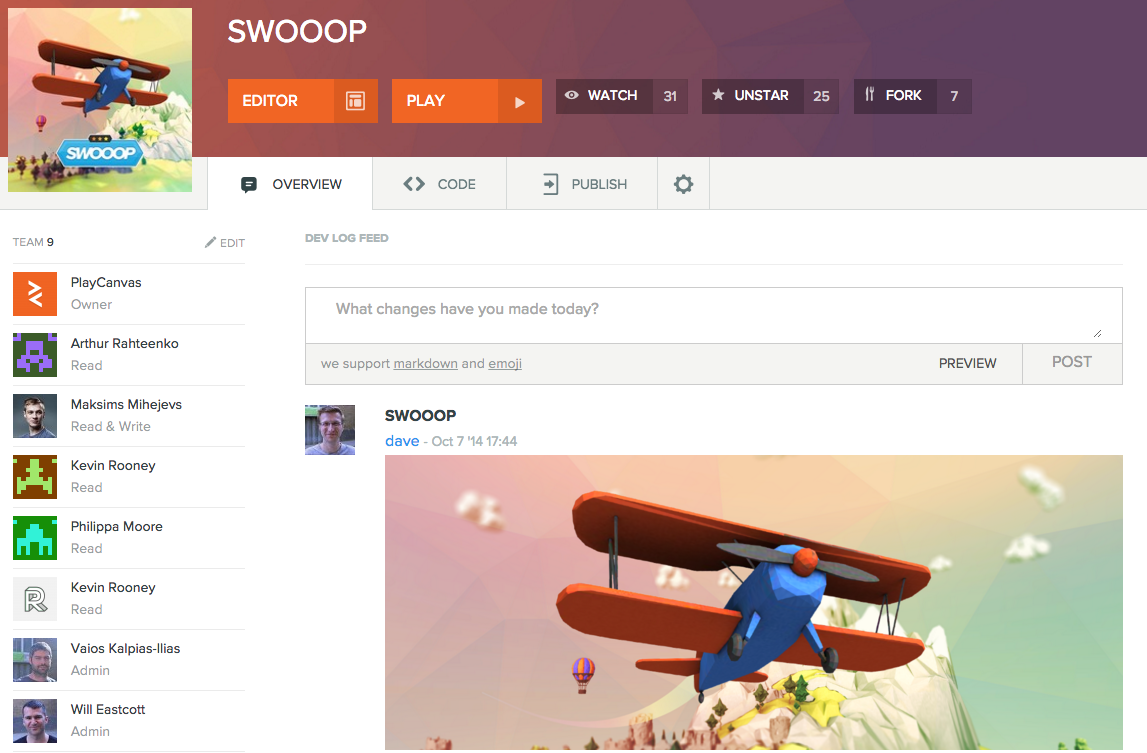 SWOOOP
EDITOR
PLAY
WATCH 31
UNSTAR 25
FORK 7
SWOOOP
OVERVIEW
CODE
PUBLISH
TEAM 9
EDIT
PlayCanvas
Owner
Arthur Rahteenko
Read
Maksims Mihejevs
Read & Write
Kevin Rooney
Read
Philippa Moore
Read
Kevin Rooney
Read
Vaios Kalpias-Ilias
Admin
Will Eastcott
Admin
DEV LOG FEED
What changes have you made today?
we support markdown and emoji
PREVIEW
POST
SWOOOP
dave - Oct 7 '14 17:44